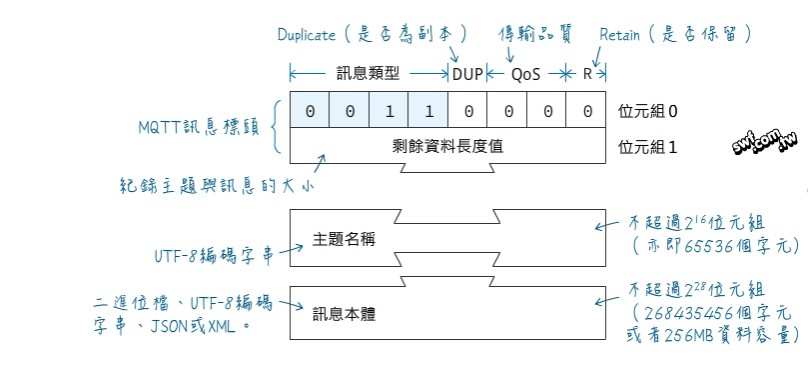 Duplicate（是否為副本）
傳輸品質
Retain（是否保留）
訊息類型
DUP
QoS
R
MQTT訊息標頭
0 0 1 1 0 0 0 0
位元組0
剩餘資料長度值
位元組1
swf.com.tw
紀錄主題與訊息的大小
UTF-8編碼字串
主題名稱
不超過2¹⁶位元組
（亦即65536個字元）
二進位檔、UTF-8編碼
字串、JSON或XML。
訊息本體
不超過2²⁸位元組
（268435456個字元
或者256MB資料容量）